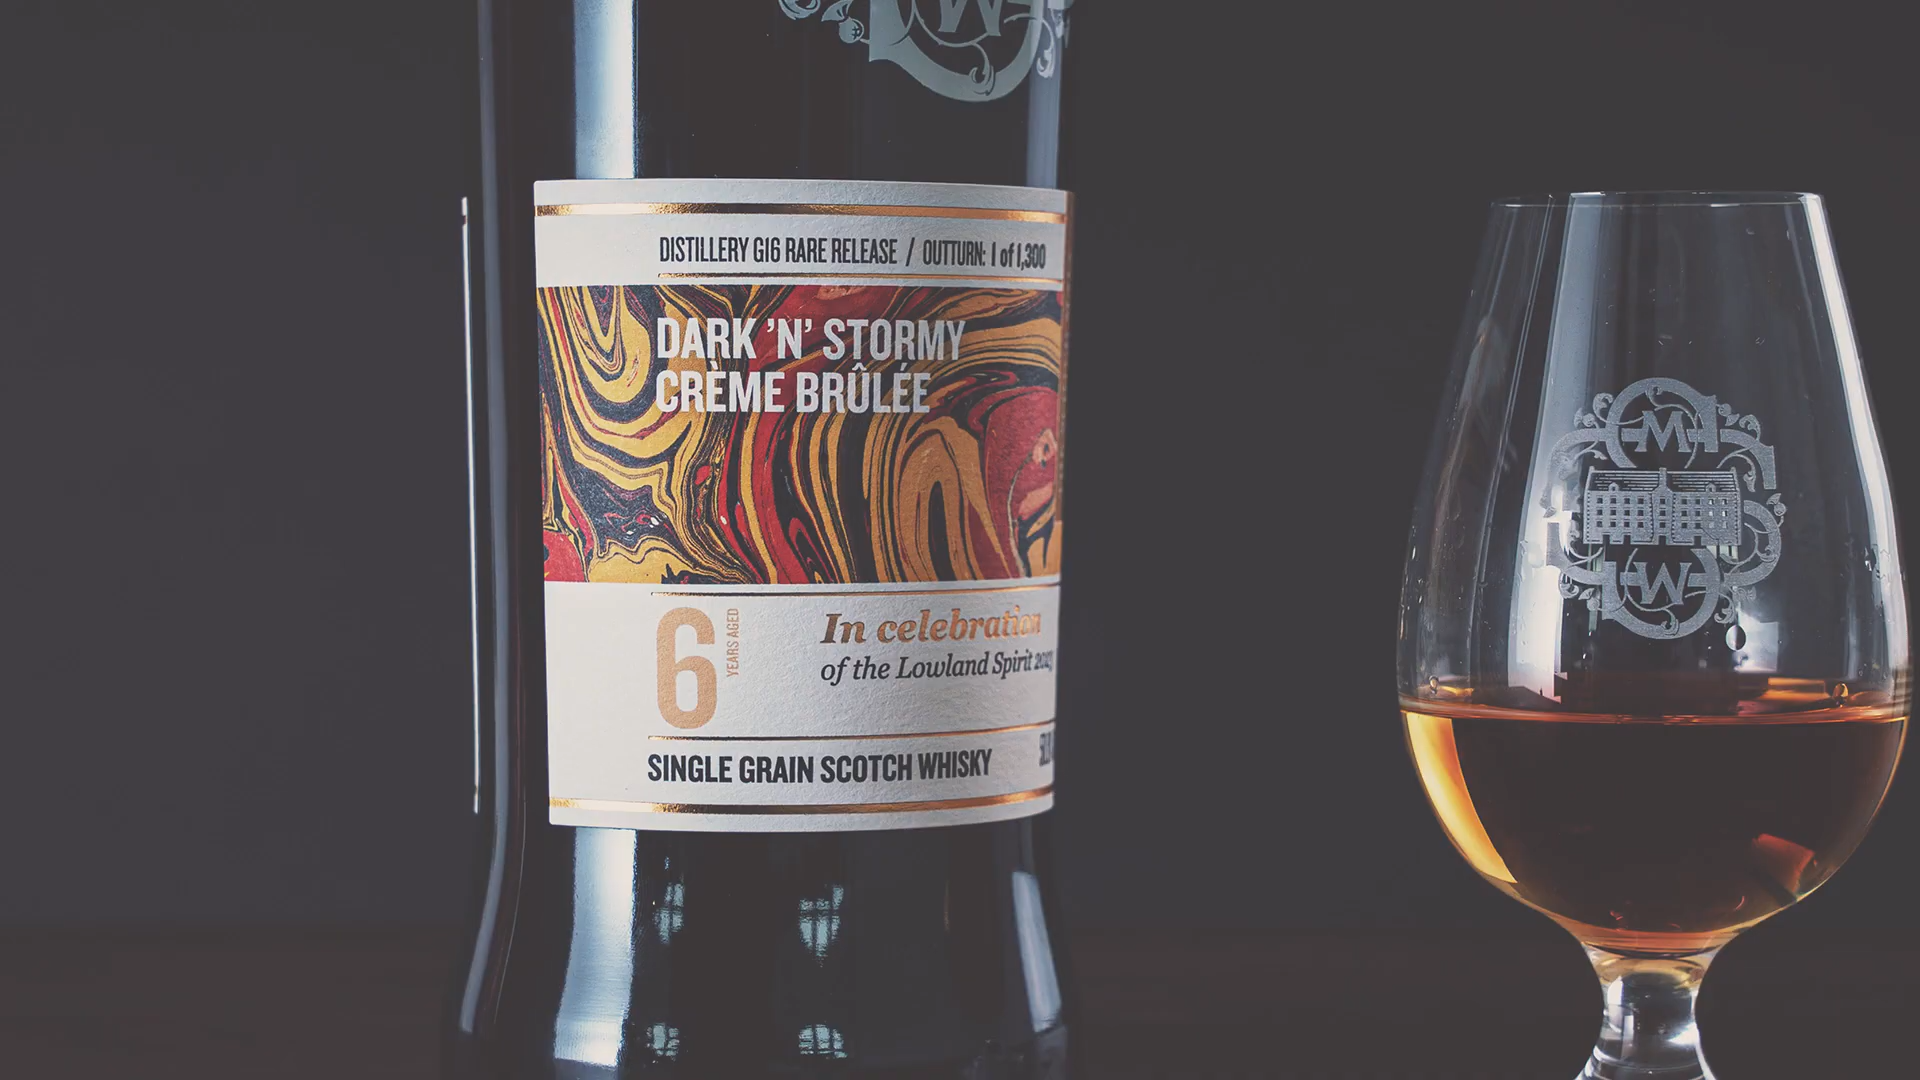 DISTILLERY G16 RARE RELEASE / OUTTURN: 1 of 1,300
DARK 'N' STORMY
CRÈME BRÛLÉE
6 YEARS AGED
In celebration
of the Lowland Spirit 2023
SINGLE GRAIN SCOTCH WHISKY
M
W
W